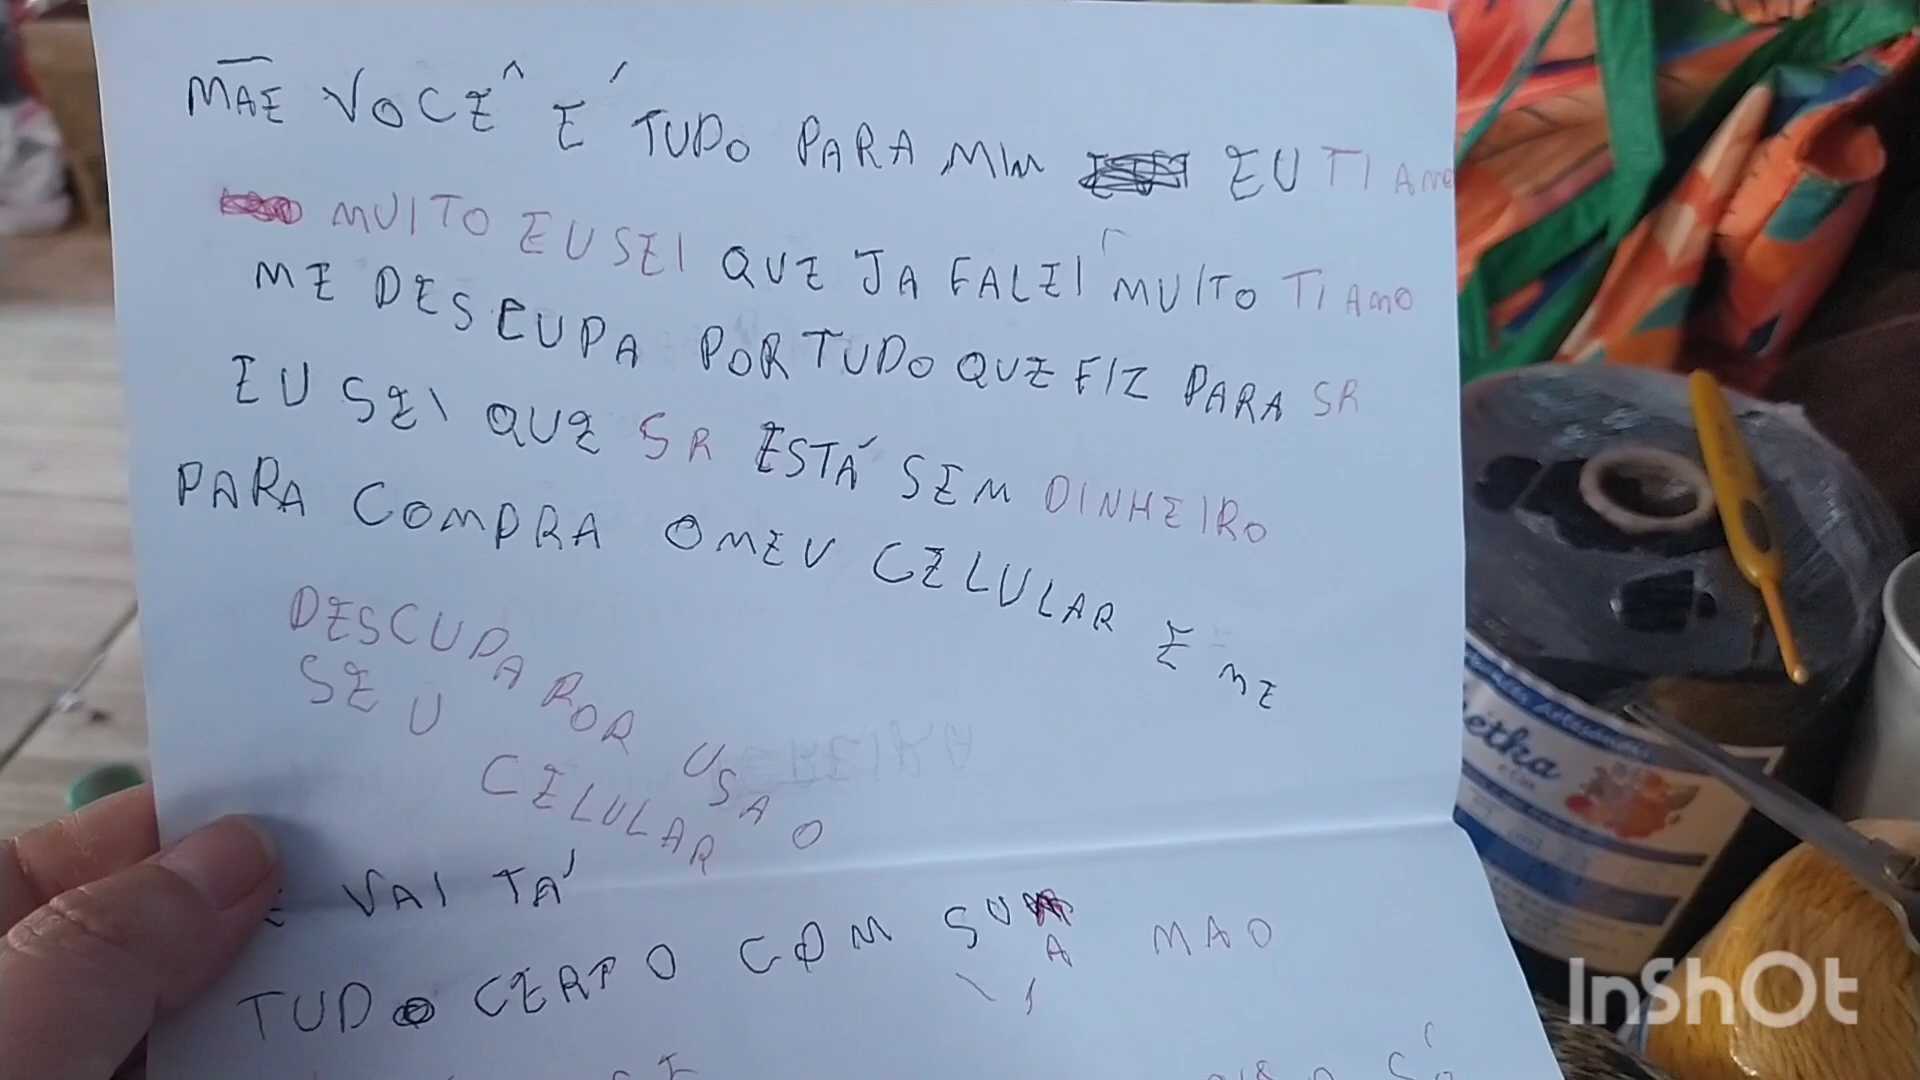 MÃE VOCÊ É TUDO PARA MIM EU TI AMO
MUITO EU SEI QUE JA FALEI MUITO TI AMO
ME DESCUPA POR TUDO QUE FIZ PARA SR
EU SEI QUE SR ESTÁ SEM DINHEIRO
PARA COMPRA O MEU CELULAR E ME
DESCUPA POR USA O
SEU CELULAR
E VAI TÁ
TUDO CERTO COM SUA MAO
etka
InShOt